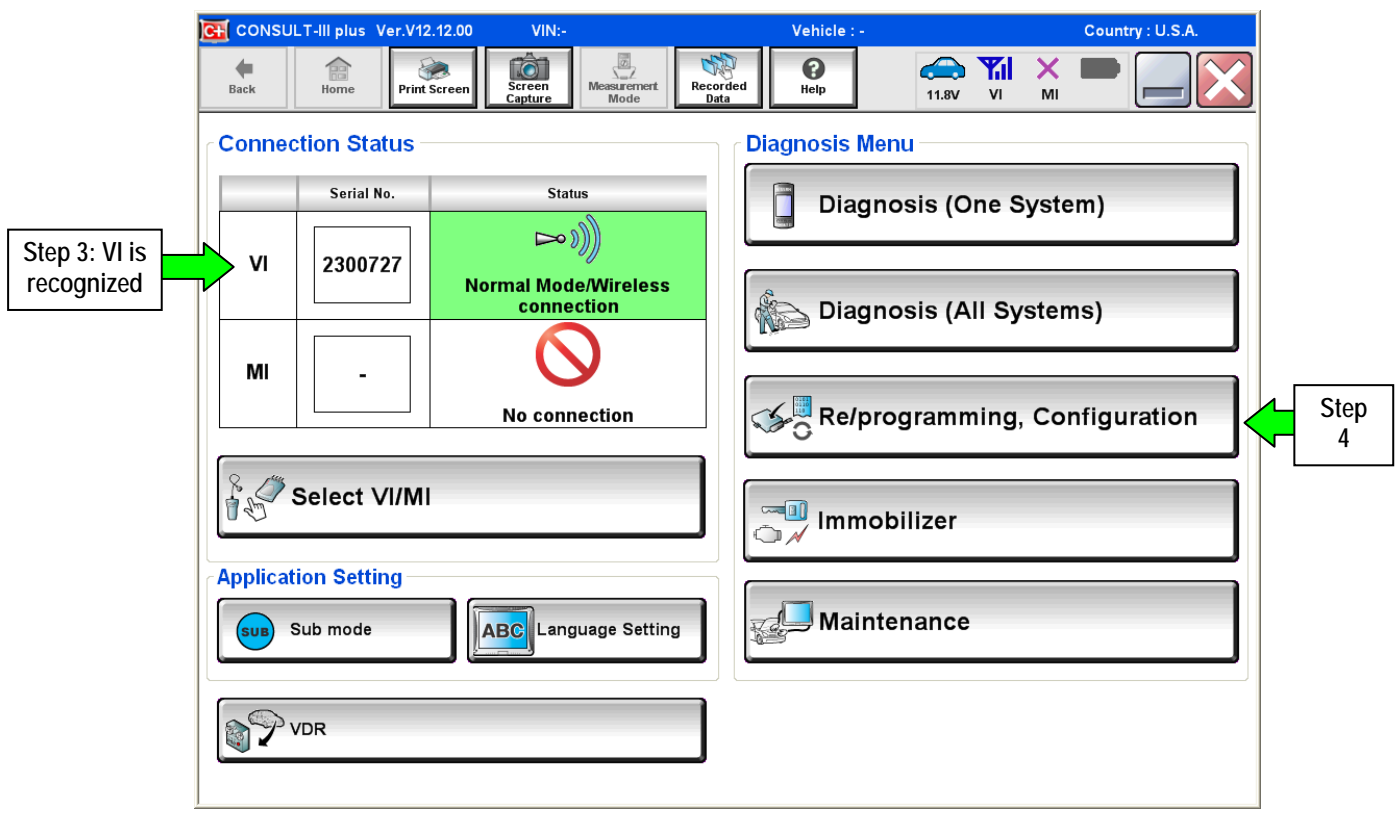 C+ CONSULT-III plus Ver.V12.12.00 VIN:- Vehicle : - Country : U.S.A.
Back
Home
Print Screen
Screen
Capture
Measurement
Mode
Recorded
Data
Help
11.8V
VI
MI
Connection Status
Serial No.
Status
VI
2300727
Normal Mode/Wireless
connection
MI
-
No connection
Select VI/MI
Application Setting
SUB
Sub mode
ABC
Language Setting
VDR
Diagnosis Menu
Diagnosis (One System)
Diagnosis (All Systems)
Re/programming, Configuration
Immobilizer
Maintenance
Step 3: VI is
recognized
Step
4